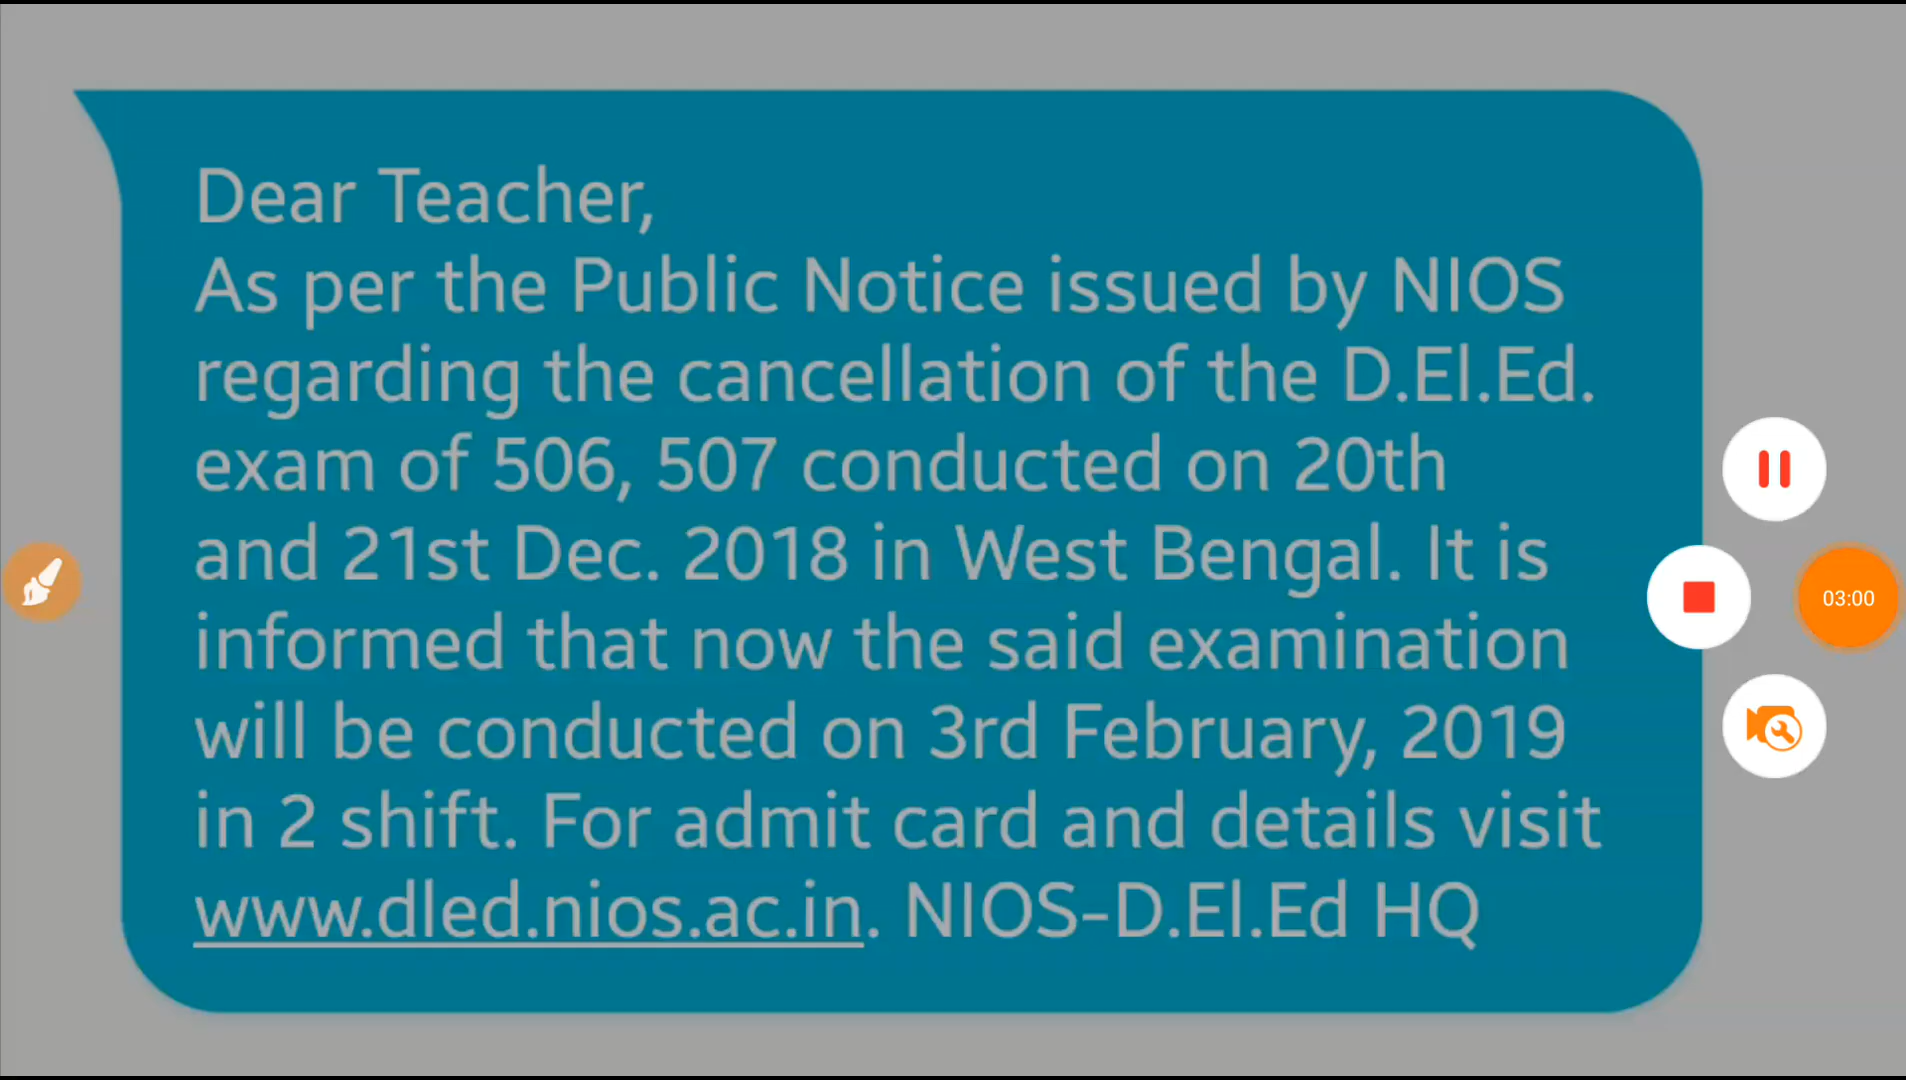 Dear Teacher,
As per the Public Notice issued by NIOS
regarding the cancellation of the D.El.Ed.
exam of 506, 507 conducted on 20th
and 21st Dec. 2018 in West Bengal. It is
informed that now the said examination
will be conducted on 3rd February, 2019
in 2 shift. For admit card and details visit
www.dled.nios.ac.in. NIOS-D.El.Ed HQ
03:00